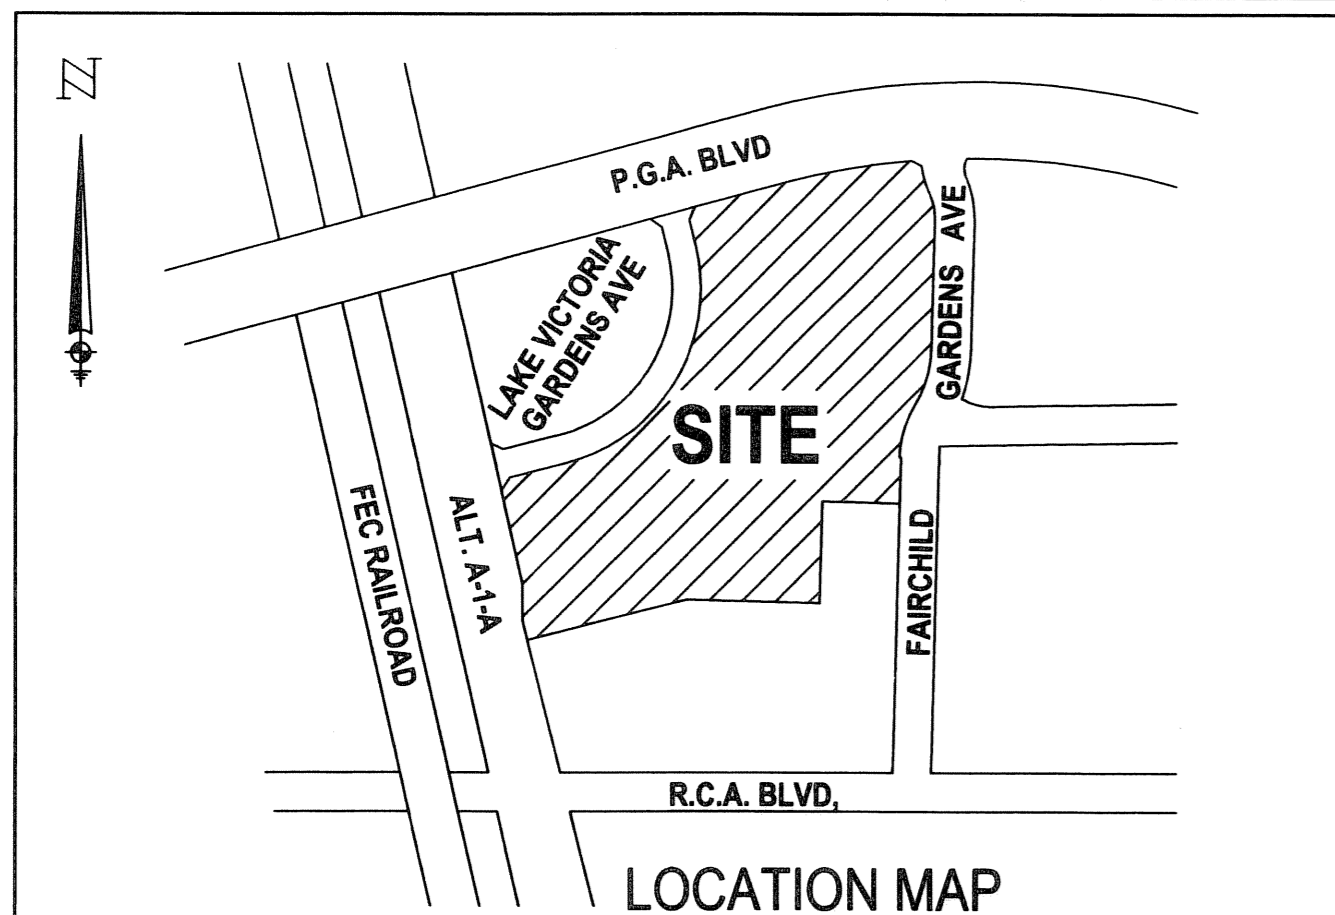 N
P.G.A. BLVD
LAKE VICTORIA
GARDENS AVE
GARDENS AVE
SITE
FEC RAILROAD
ALT. A-1-A
FAIRCHILD
R.C.A. BLVD,
LOCATION MAP